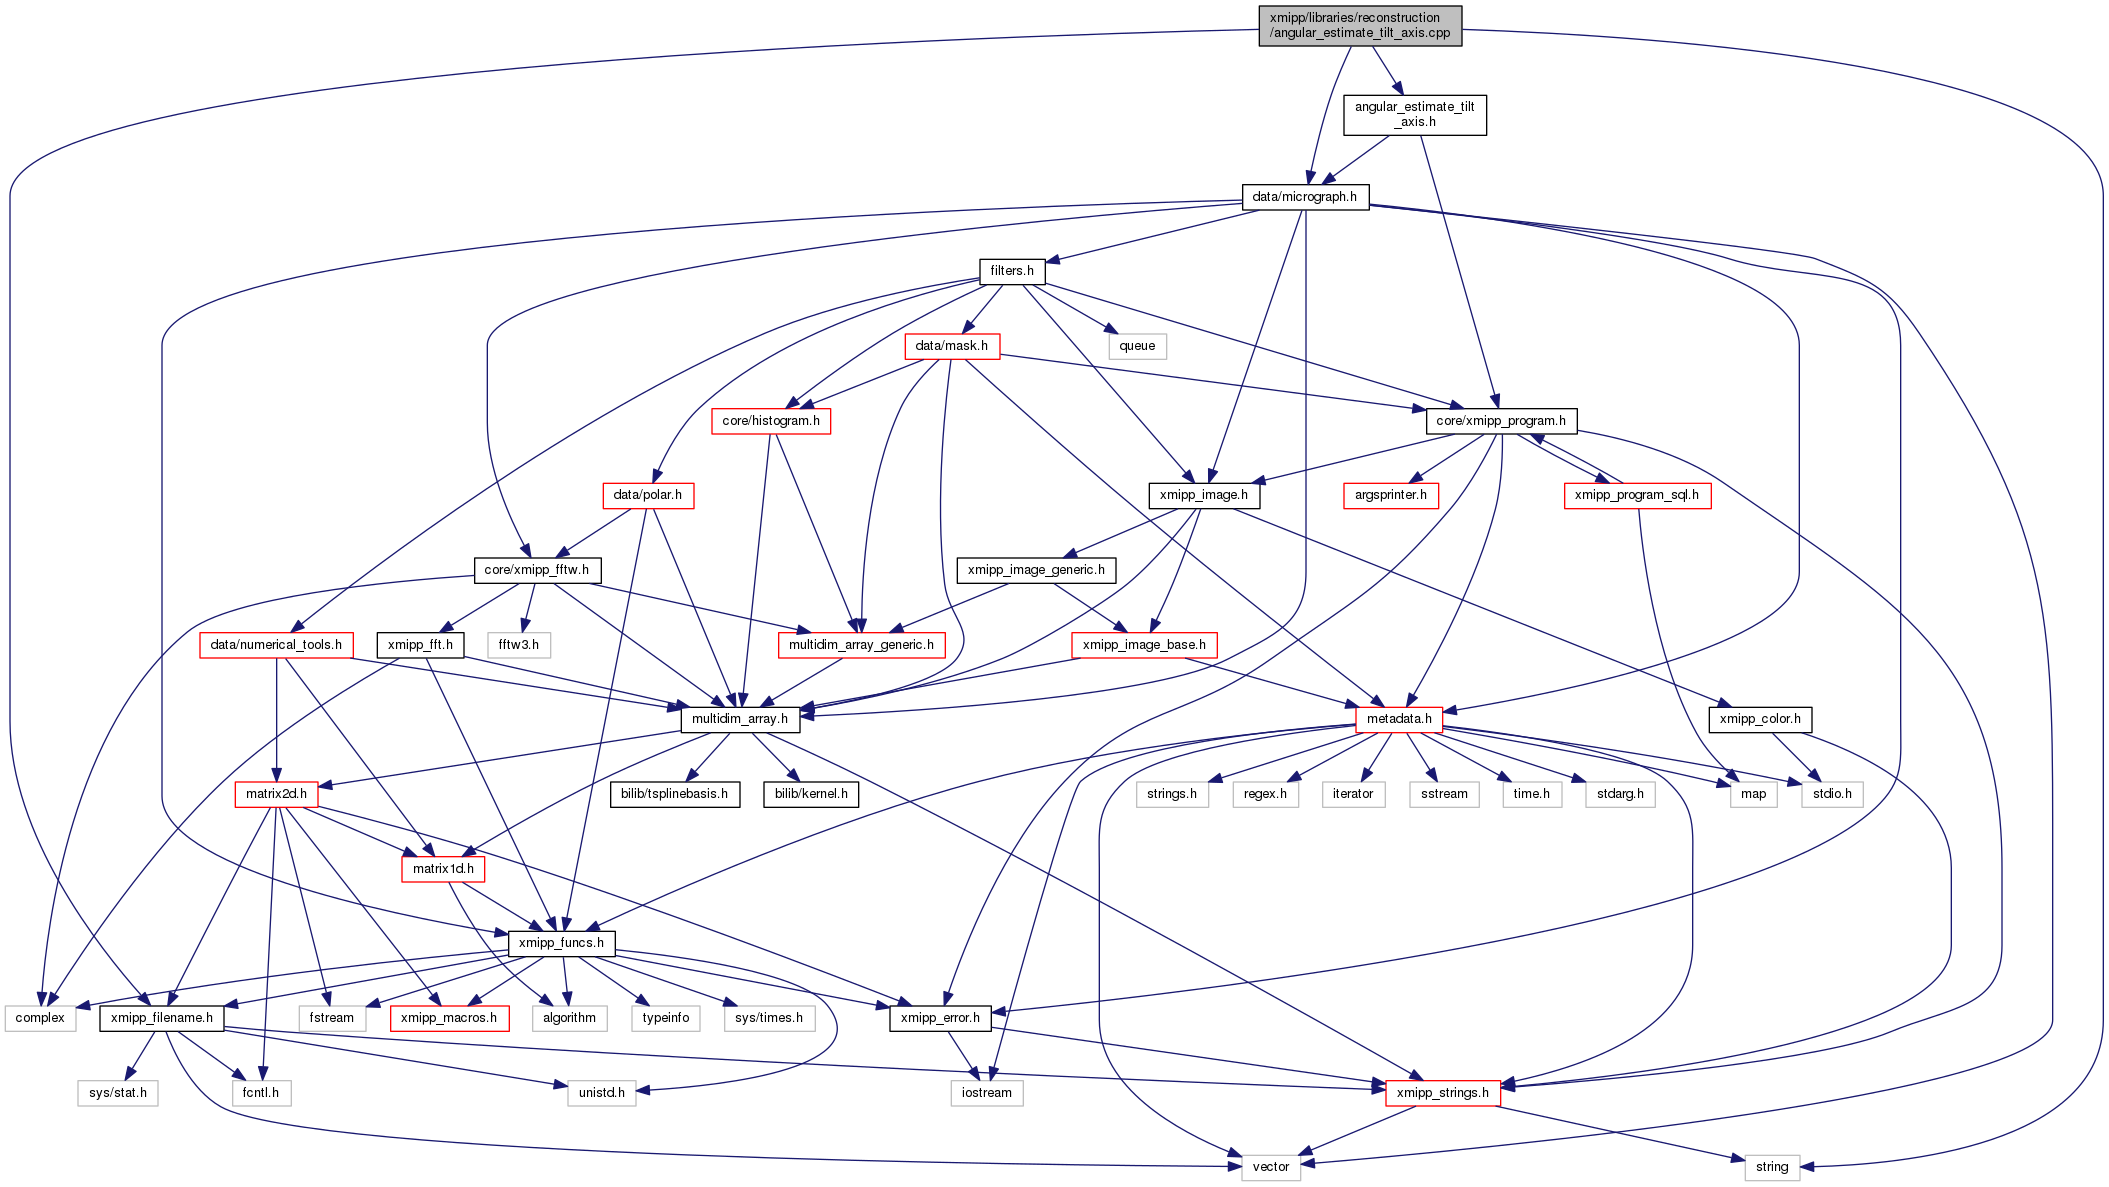 xmipp/libraries/reconstruction
/angular_estimate_tilt_axis.cpp
angular_estimate_tilt
_axis.h
data/micrograph.h
filters.h
data/mask.h
queue
core/histogram.h
core/xmipp_program.h
data/polar.h
xmipp_image.h
argsprinter.h
xmipp_program_sql.h
core/xmipp_fftw.h
xmipp_image_generic.h
data/numerical_tools.h
xmipp_fft.h
fftw3.h
multidim_array_generic.h
xmipp_image_base.h
multidim_array.h
metadata.h
xmipp_color.h
matrix2d.h
bilib/tsplinebasis.h
bilib/kernel.h
strings.h
regex.h
iterator
sstream
time.h
stdarg.h
map
stdio.h
matrix1d.h
xmipp_funcs.h
complex
xmipp_filename.h
fstream
xmipp_macros.h
algorithm
typeinfo
sys/times.h
xmipp_error.h
sys/stat.h
fcntl.h
unistd.h
iostream
xmipp_strings.h
vector
string